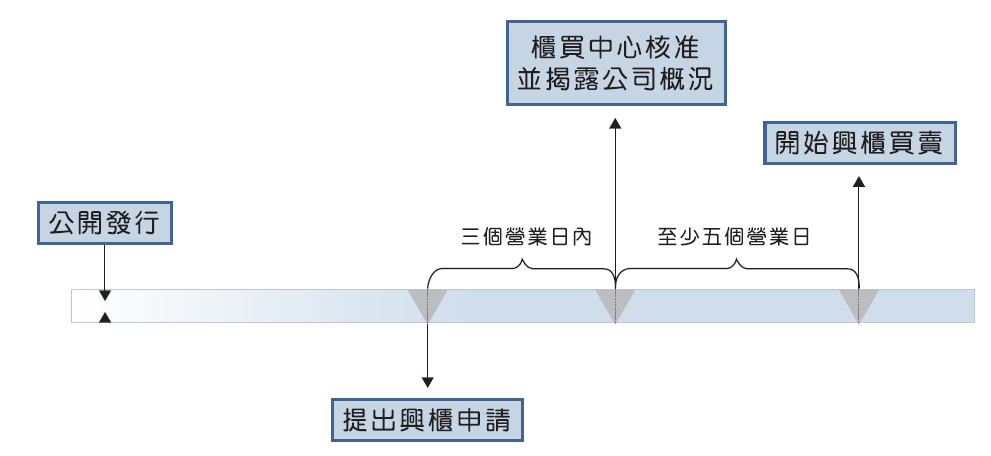 櫃買中心核准
並揭露公司概況
開始興櫃買賣
公開發行
三個營業日內
至少五個營業日
提出興櫃申請